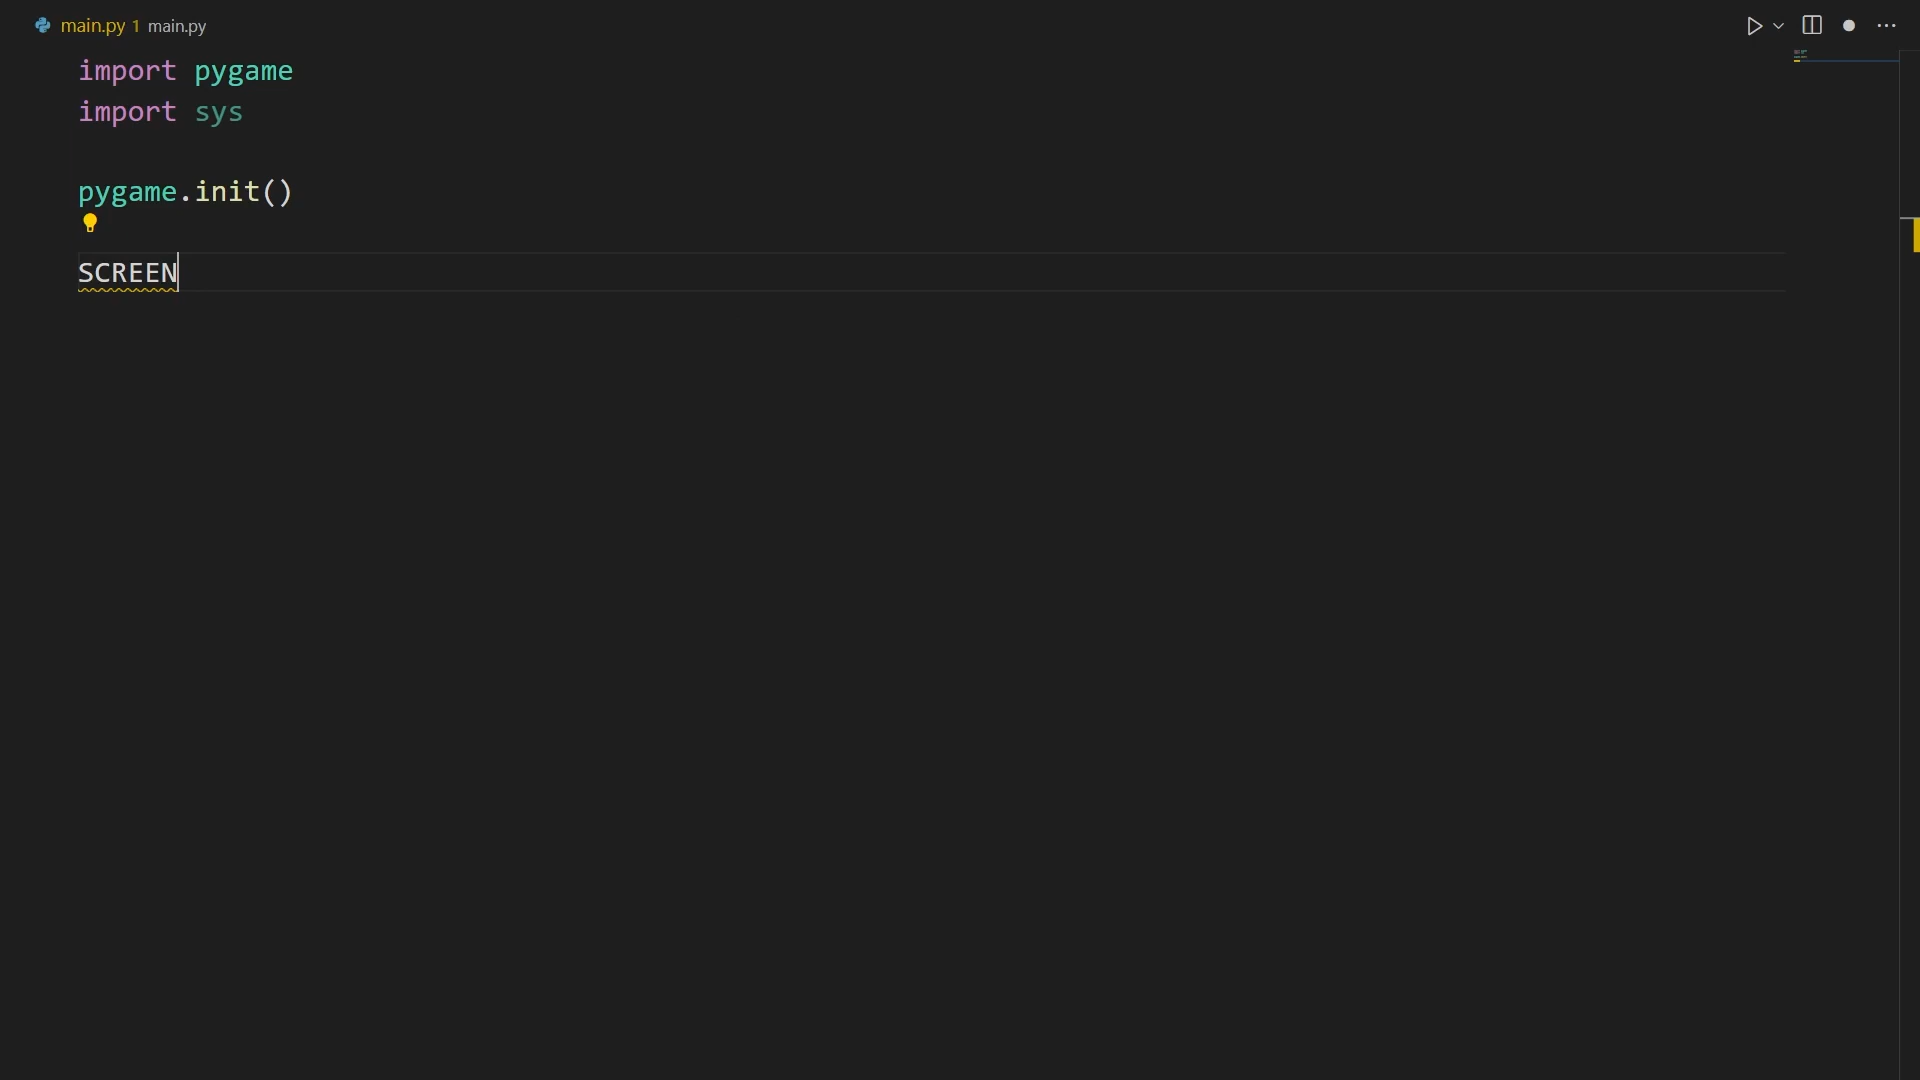 main.py 1 main.py
import pygame
import sys
pygame.init()
SCREEN